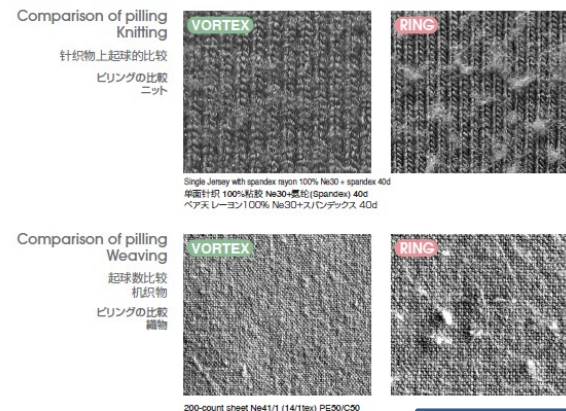 Comparison of pilling
Knitting
针织物上起球的比较
ピリングの比較
ニット
VORTEX
RING
Single Jersey with spandex rayon 100% Ne30 + spandex 40d
单面针织 100%粘胶 Ne30+氨纶(Spandex) 40d
ベア天 レーヨン100% Ne30+スパンデックス 40d
Comparison of pilling
Weaving
起球数比较
机织物
ピリングの比較
織物
VORTEX
RING
200-count sheet Ne41/1 (14/1tex) PE50/C50